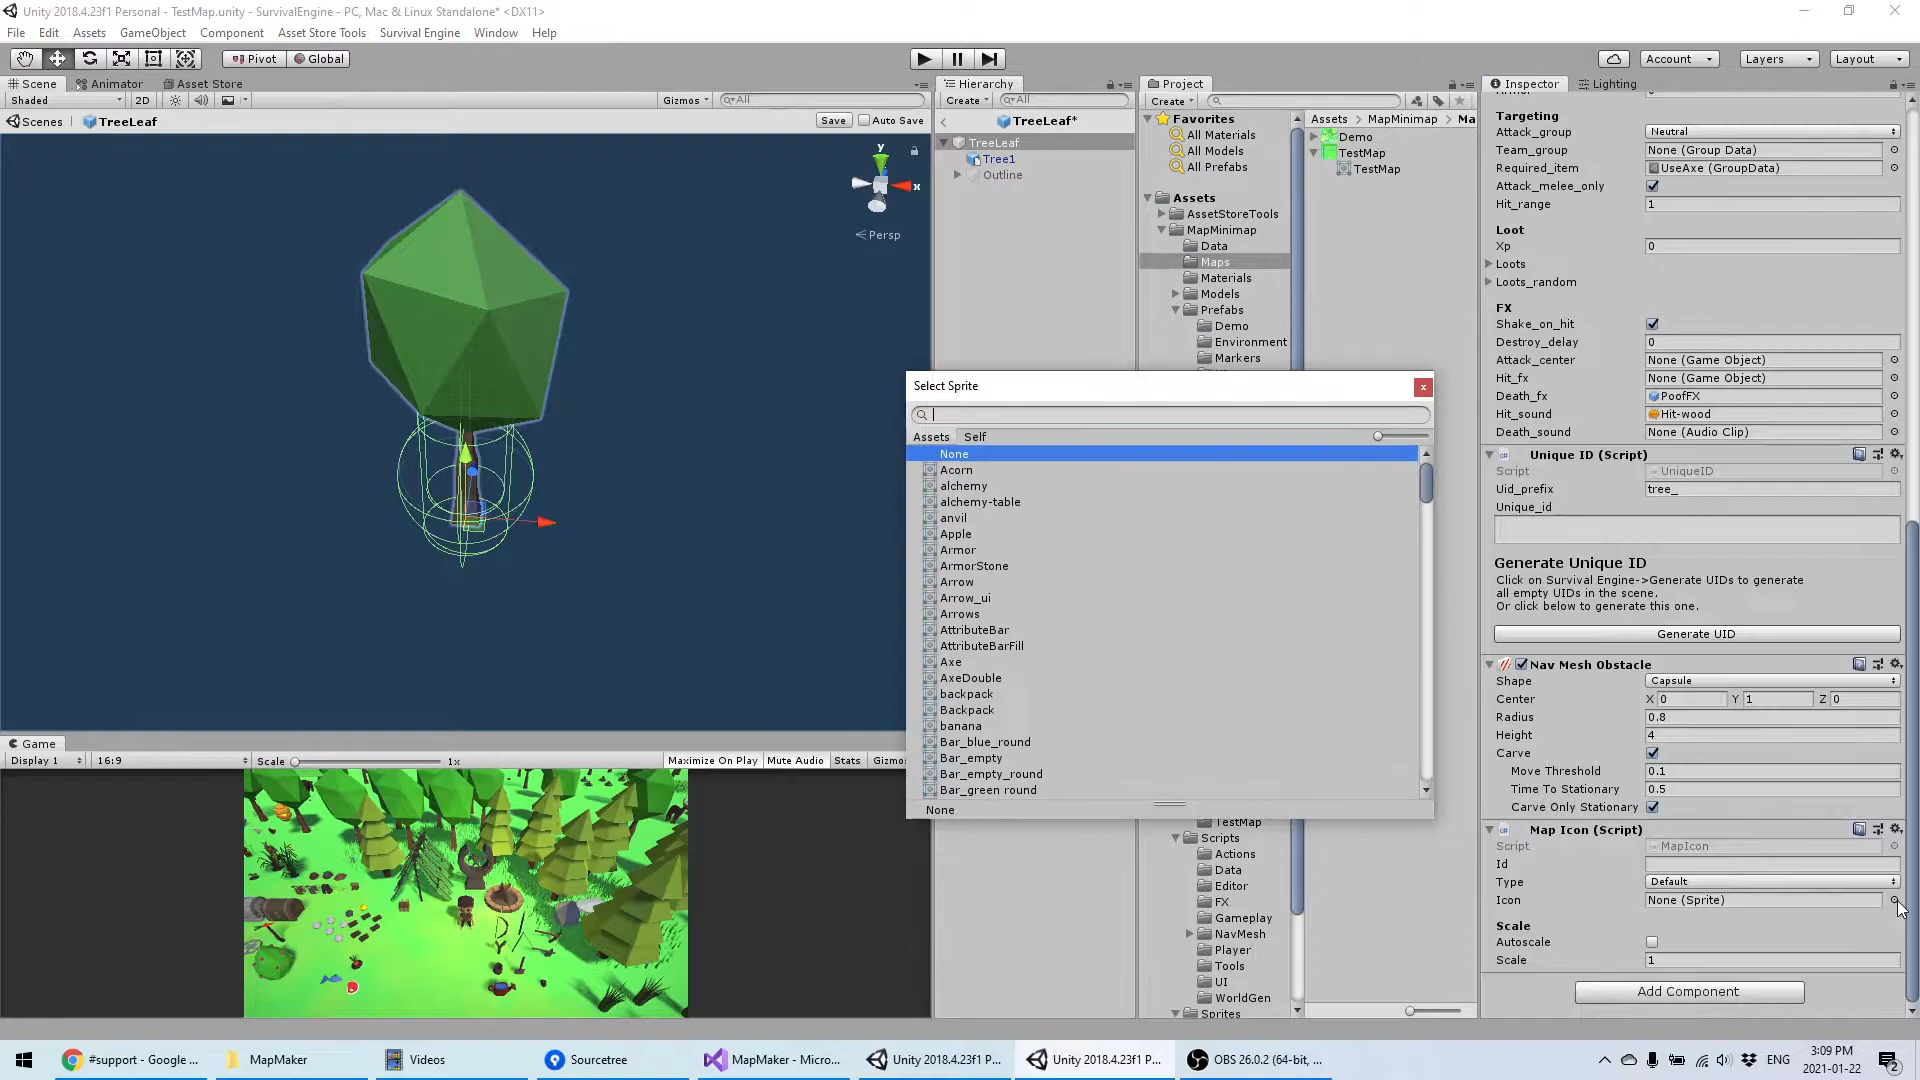 Unity 2018.4.23f1 Personal - TestMap.unity - SurvivalEngine - PC, Mac & Linux Standalone* <DX11>
File Edit Assets GameObject Component Asset Store Tools Survival Engine Window Help
Pivot Global Account Layers Layout
Scene Animator Asset Store
Shaded 2D Gizmos All
Scenes TreeLeaf Save Auto Save
y
x
Persp
Hierarchy
Create All
TreeLeaf*
TreeLeaf
Tree1
Outline
Project
Create
Favorites
All Materials
All Models
All Prefabs
Assets
AssetStoreTools
MapMinimap
Data
Maps
Materials
Models
Prefabs
Demo
Environment
Markers
TestMap
Scripts
Actions
Data
Editor
FX
Gameplay
NavMesh
Player
Tools
UI
WorldGen
Sprites
Assets MapMinimap Ma
Demo
TestMap
TestMap
Select Sprite
x
Assets Self
None
Acorn
alchemy
alchemy-table
anvil
Apple
Armor
ArmorStone
Arrow
Arrow_ui
Arrows
AttributeBar
AttributeBarFill
Axe
AxeDouble
backpack
Backpack
banana
Bar_blue_round
Bar_empty
Bar_empty_round
Bar_green round
None
Inspector Lighting
Targeting
Attack_group Neutral
Team_group None (Group Data)
Required_item UseAxe (GroupData)
Attack_melee_only
Hit_range 1
Loot
Xp 0
Loots
Loots_random
FX
Shake_on_hit
Destroy_delay 0
Attack_center None (Game Object)
Hit_fx None (Game Object)
Death_fx PoofFX
Hit_sound Hit-wood
Death_sound None (Audio Clip)
Unique ID (Script)
Script UniqueID
Uid_prefix tree_
Unique_id
Generate Unique ID
Click on Survival Engine->Generate UIDs to generate
all empty UIDs in the scene.
Or click below to generate this one.
Generate UID
Nav Mesh Obstacle
Shape Capsule
Center X 0 Y 1 Z 0
Radius 0.8
Height 4
Carve
Move Threshold 0.1
Time To Stationary 0.5
Carve Only Stationary
Map Icon (Script)
Script MapIcon
Id
Type Default
Icon None (Sprite)
Scale
Autoscale
Scale 1
Add Component
Game
Display 1 16:9 Scale 1x Maximize On Play Mute Audio Stats Gizmos
#support - Google ... MapMaker Videos Sourcetree MapMaker - Micro... Unity 2018.4.23f1 P... Unity 2018.4.23f1 P... OBS 26.0.2 (64-bit, ...
ENG
3:09 PM
2021-01-22
2